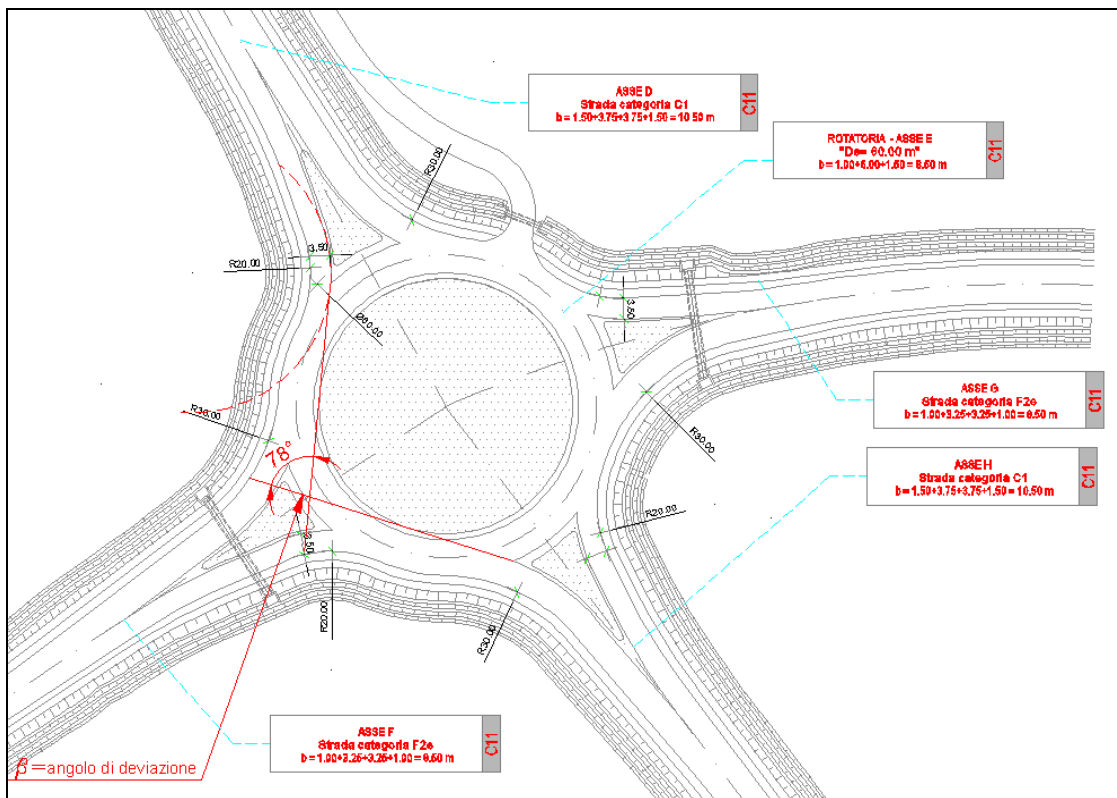 ASSE D
Strada categoria C1
b = 1.50+3.75+3.75+1.50 = 10.50 m
C11
ROTATORIA - ASSE E
"De= 60.00 m"
b = 1.00+6.00+1.50 = 8.50 m
C11
R30.00
3.50
R20.00
Ø60.00
3.50
ASSE G
Strada categoria F2e
b = 1.00+3.25+3.25+1.00 = 8.50 m
C11
R30.00
R30.00
78°
ASSE H
Strada categoria C1
b = 1.50+3.75+3.75+1.50 = 10.50 m
C11
R20.00
3.50
R20.00
R30.00
ASSE F
Strada categoria F2e
b = 1.00+3.25+3.25+1.00 = 8.50 m
C11
β=angolo di deviazione